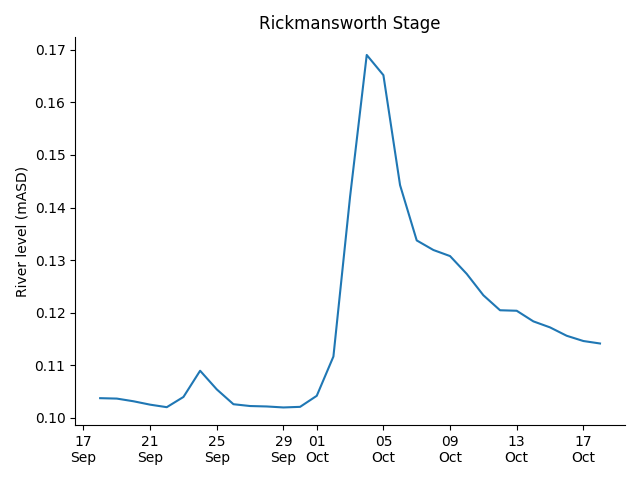 Rickmansworth Stage
River level (mASD)
0.17
0.16
0.15
0.14
0.13
0.12
0.11
0.10
17 21 25 29 01 05 09 13 17
Sep Sep Sep Sep Oct Oct Oct Oct Oct